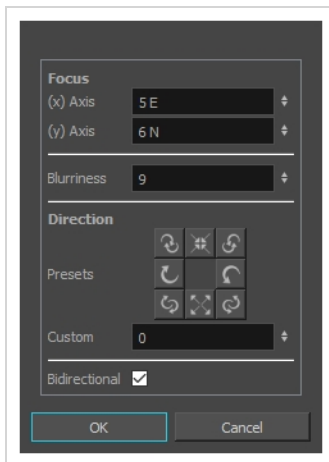 Focus
(x) Axis 5 E
(y) Axis 6 N
Blurriness 9
Direction
Presets
Custom 0
Bidirectional
OK Cancel